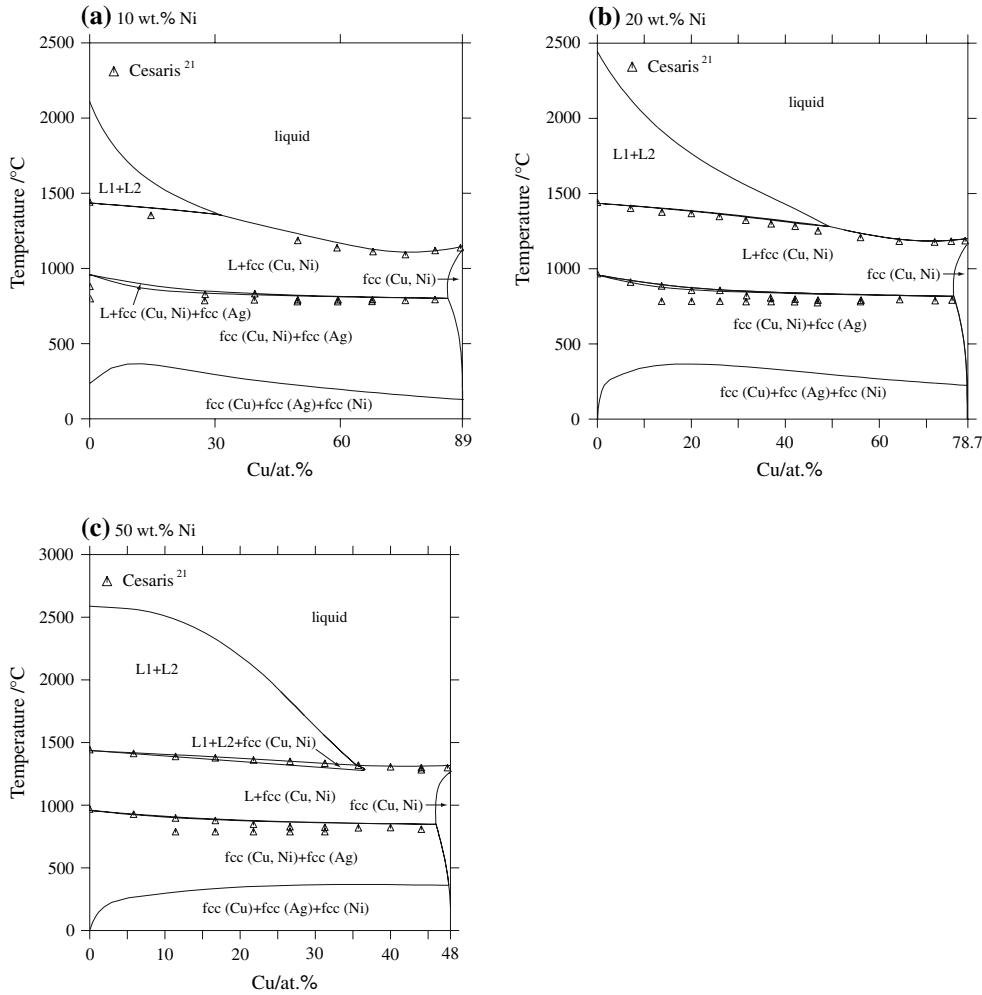 (a) 10 wt.% Ni
2500
2000
1500
1000
500
0
Temperature /°C
Cesaris 21
liquid
L1+L2
L+fcc (Cu, Ni)
fcc (Cu, Ni)
L+fcc (Cu, Ni)+fcc (Ag)
fcc (Cu, Ni)+fcc (Ag)
fcc (Cu)+fcc (Ag)+fcc (Ni)
0 30 60 89
Cu/at.%
(b) 20 wt.% Ni
2500
2000
1500
1000
500
0
Temperature /°C
Cesaris 21
liquid
L1+L2
L+fcc (Cu, Ni)
fcc (Cu, Ni)
fcc (Cu, Ni)+fcc (Ag)
fcc (Cu)+fcc (Ag)+fcc (Ni)
0 20 40 60 78.7
Cu/at.%
(c) 50 wt.% Ni
3000
2500
2000
1500
1000
500
0
Temperature /°C
Cesaris 21
liquid
L1+L2
L1+L2+fcc (Cu, Ni)
L+fcc (Cu, Ni)
fcc (Cu, Ni)
fcc (Cu, Ni)+fcc (Ag)
fcc (Cu)+fcc (Ag)+fcc (Ni)
0 10 20 30 40 48
Cu/at.%